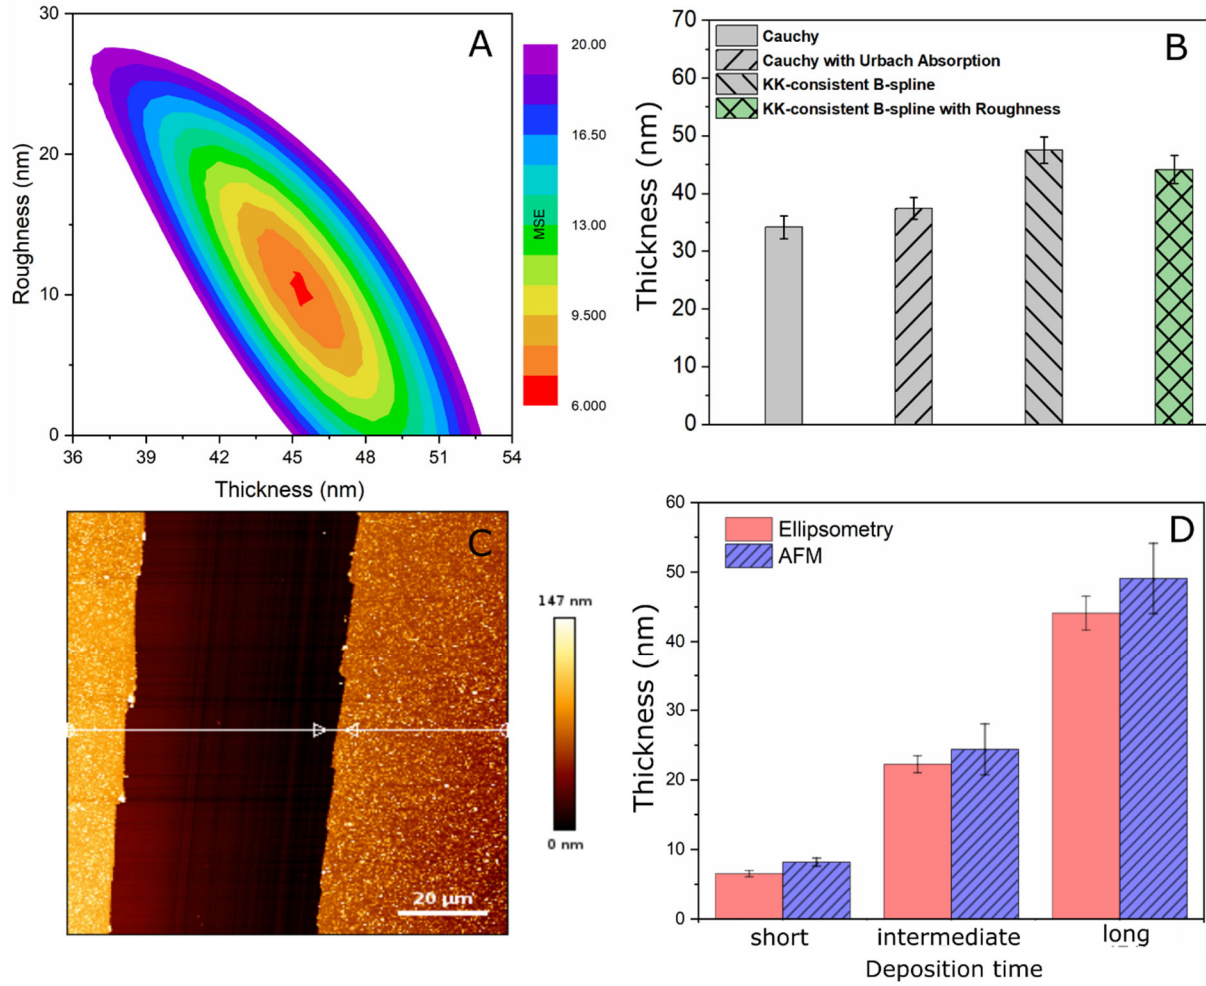 A
30
20
10
0
Roughness (nm)
36
39
42
45
48
51
54
Thickness (nm)
20.00
16.50
13.00
9.500
6.000
MSE
B
Cauchy
Cauchy with Urbach Absorption
KK-consistent B-spline
KK-consistent B-spline with Roughness
70
60
50
40
30
20
10
0
Thickness (nm)
C
147 nm
0 nm
20 μm
D
Ellipsometry
AFM
60
50
40
30
20
10
0
Thickness (nm)
short
intermediate
long
Deposition time